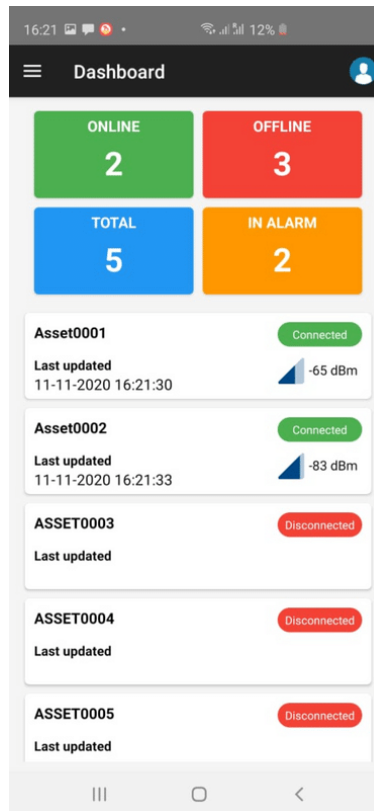 16:21 12%
Dashboard
ONLINE OFFLINE
2 3
TOTAL IN ALARM
5 2
Asset0001 Connected
Last updated -65 dBm
11-11-2020 16:21:30
Asset0002 Connected
Last updated -83 dBm
11-11-2020 16:21:33
ASSET0003 Disconnected
Last updated
ASSET0004 Disconnected
Last updated
ASSET0005 Disconnected
Last updated